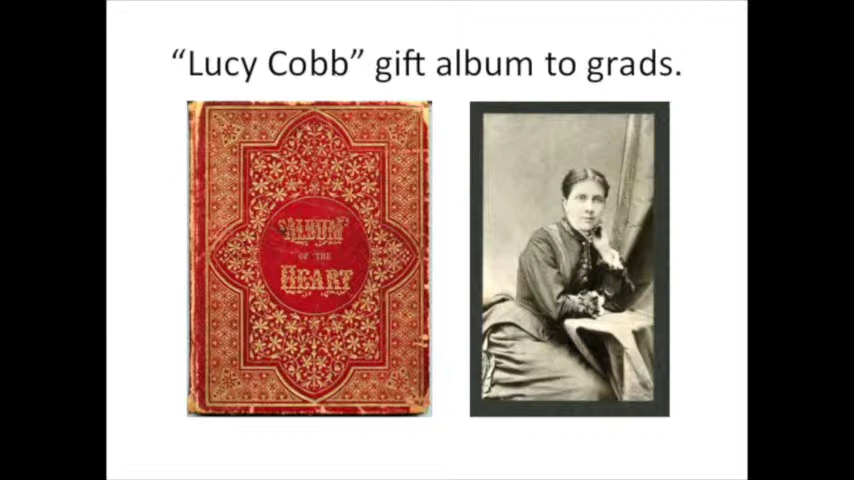 “Lucy Cobb” gift album to grads.
ALBUM
OF THE
HEART